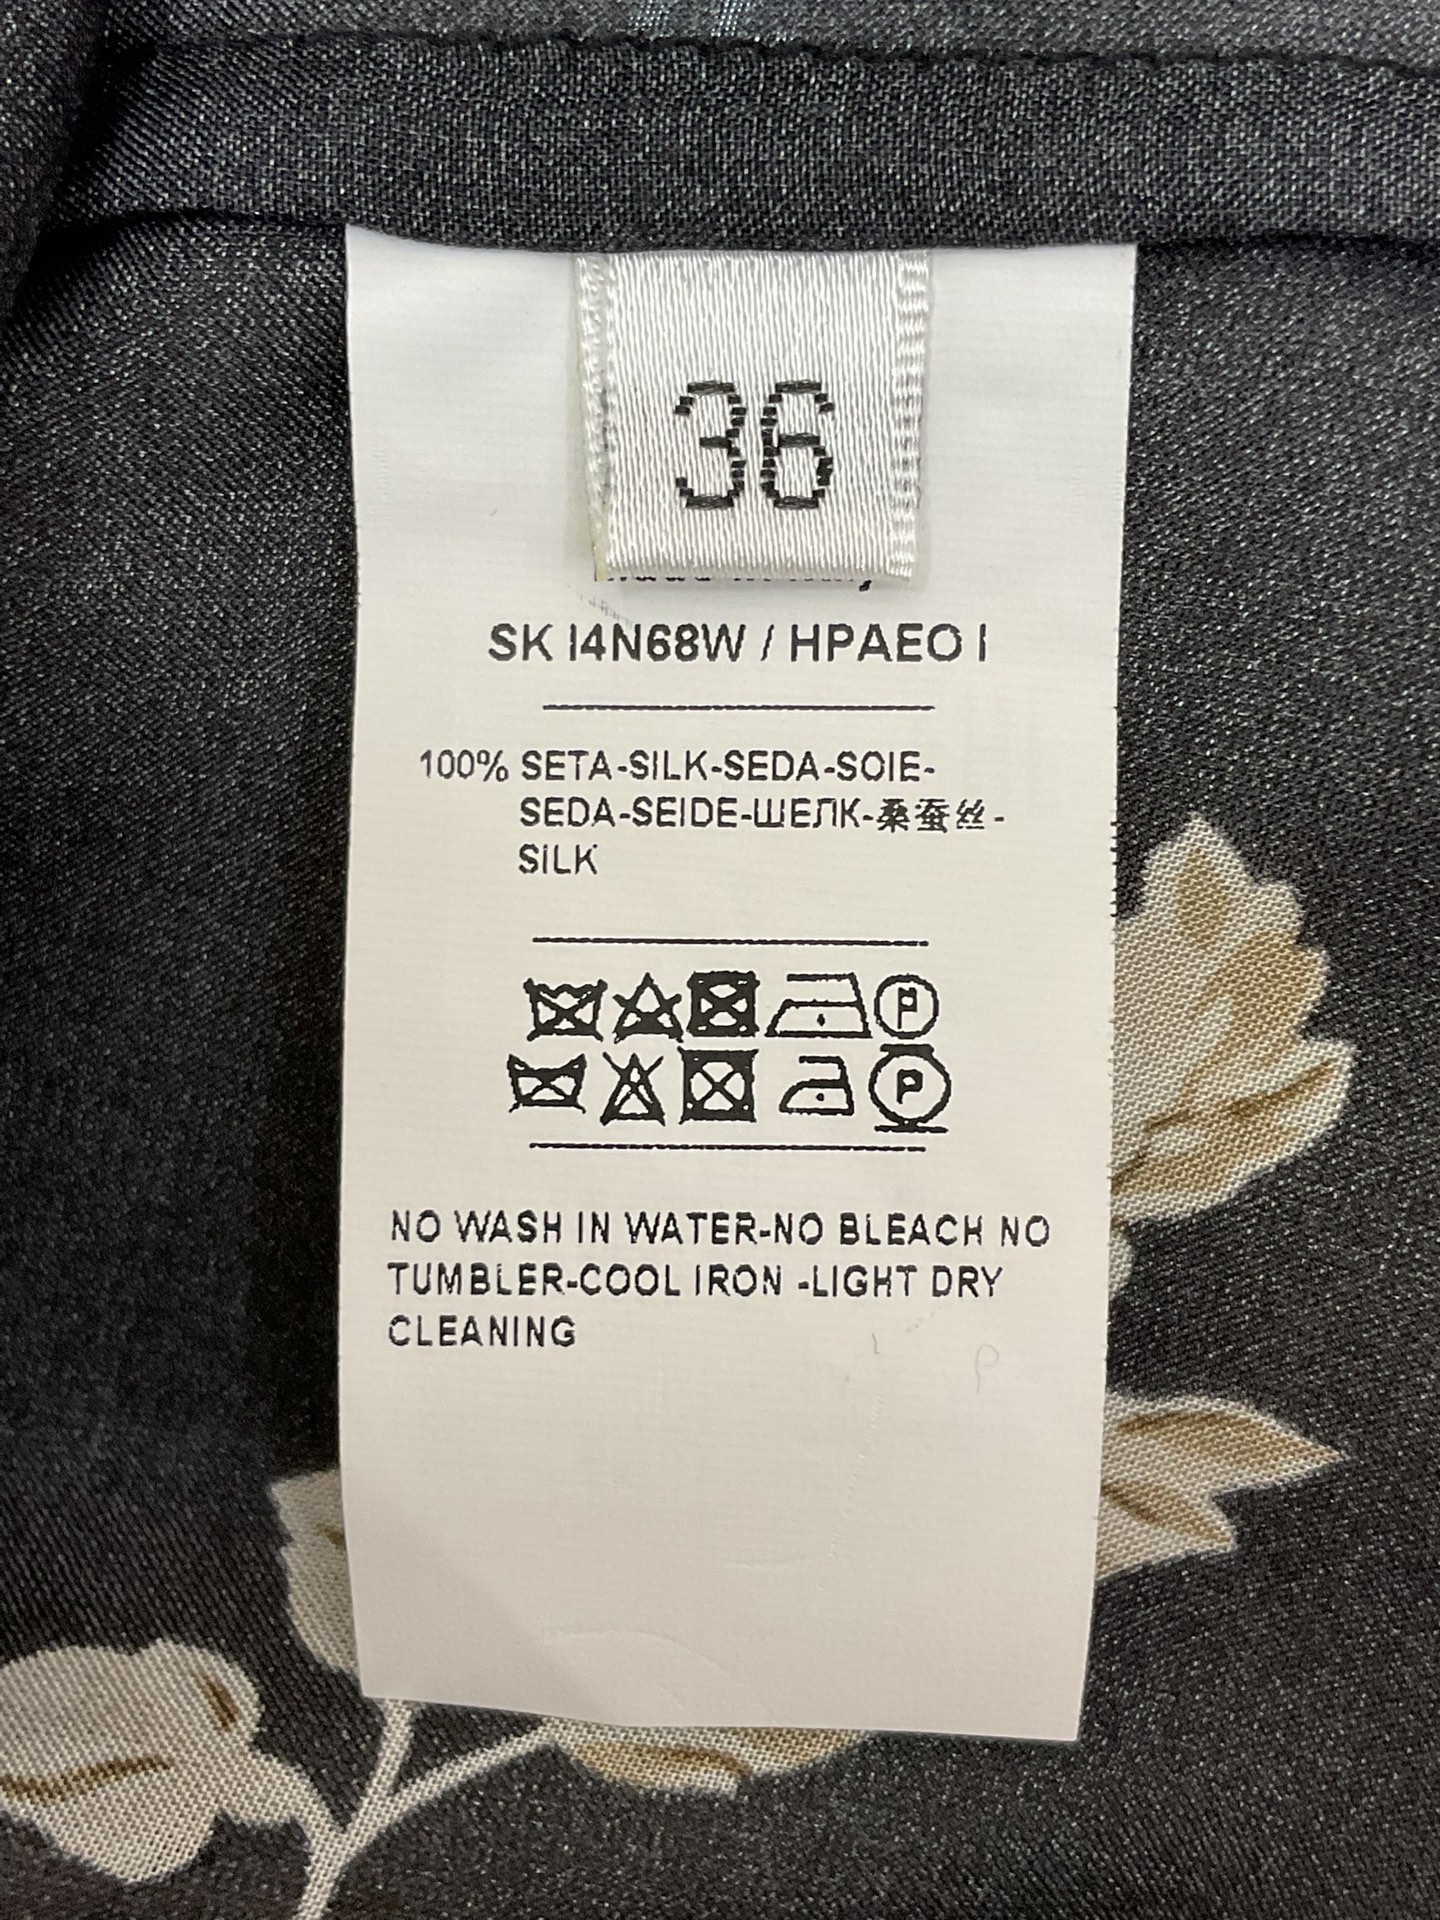 36
SK I4N68W / HPAEO I
100% SETA-SILK-SEDA-SOIE-
SEDA-SEIDE-ШЕЛК-桑蚕丝-
SILK
P
P
NO WASH IN WATER-NO BLEACH NO
TUMBLER-COOL IRON -LIGHT DRY
CLEANING